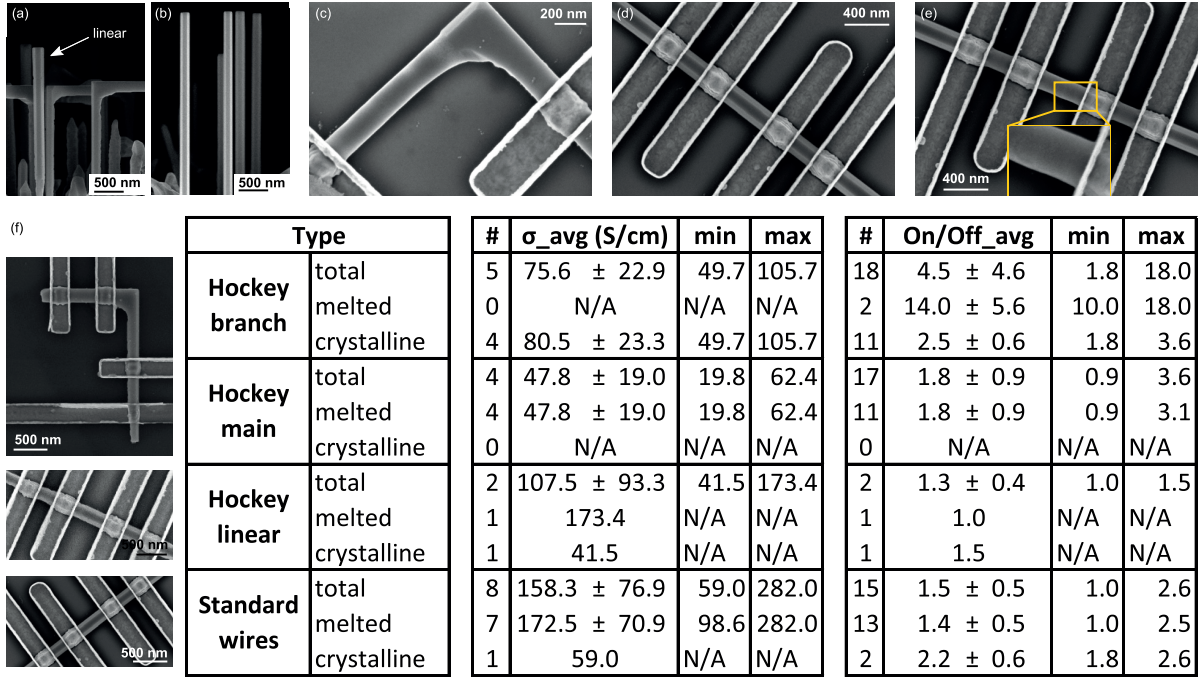 (a)
linear
500 nm
(b)
500 nm
(c)
200 nm
(d)
400 nm
(e)
400 nm
(f)
500 nm
500 nm
500 nm
Type # σ_avg (S/cm) min max # On/Off_avg min max
Hockey branch total 5 75.6 ± 22.9 49.7 105.7 18 4.5 ± 4.6 1.8 18.0
melted 0 N/A N/A N/A 2 14.0 ± 5.6 10.0 18.0
crystalline 4 80.5 ± 23.3 49.7 105.7 11 2.5 ± 0.6 1.8 3.6
Hockey main total 4 47.8 ± 19.0 19.8 62.4 17 1.8 ± 0.9 0.9 3.6
melted 4 47.8 ± 19.0 19.8 62.4 11 1.8 ± 0.9 0.9 3.1
crystalline 0 N/A N/A N/A 0 N/A N/A N/A
Hockey linear total 2 107.5 ± 93.3 41.5 173.4 2 1.3 ± 0.4 1.0 1.5
melted 1 173.4 N/A N/A 1 1.0 N/A N/A
crystalline 1 41.5 N/A N/A 1 1.5 N/A N/A
Standard wires total 8 158.3 ± 76.9 59.0 282.0 15 1.5 ± 0.5 1.0 2.6
melted 7 172.5 ± 70.9 98.6 282.0 13 1.4 ± 0.5 1.0 2.5
crystalline 1 59.0 N/A N/A 2 2.2 ± 0.6 1.8 2.6